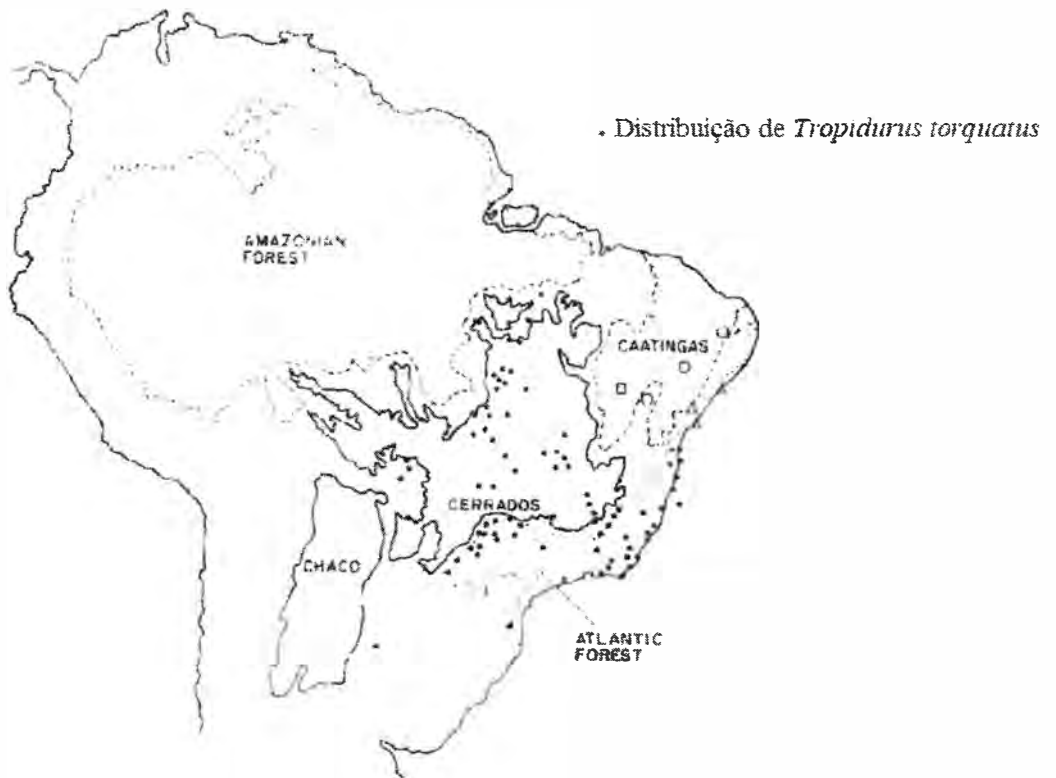 . Distribuição de Tropidurus torquatus
AMAZONIAN
FOREST
CAATINGAS
CERRADOS
CHACO
ATLANTIC
FOREST